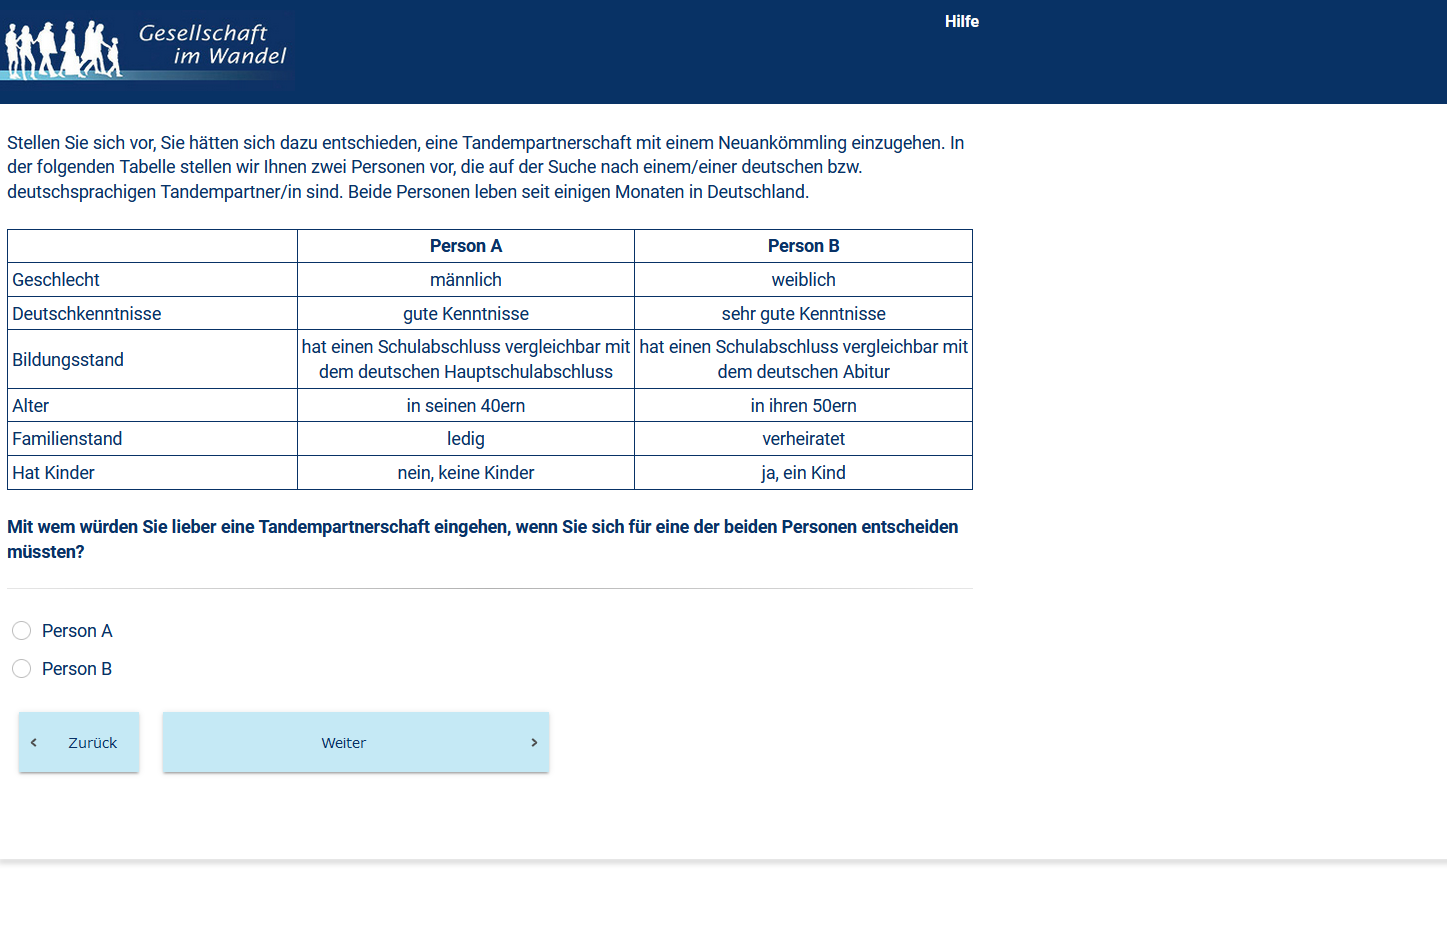 Gesellschaft
im Wandel
Hilfe
Stellen Sie sich vor, Sie hätten sich dazu entschieden, eine Tandempartnerschaft mit einem Neuankömmling einzugehen. In
der folgenden Tabelle stellen wir Ihnen zwei Personen vor, die auf der Suche nach einem/einer deutschen bzw.
deutschsprachigen Tandempartner/in sind. Beide Personen leben seit einigen Monaten in Deutschland.
Person A Person B
Geschlecht männlich weiblich
Deutschkenntnisse gute Kenntnisse sehr gute Kenntnisse
Bildungsstand
hat einen Schulabschluss vergleichbar mit
dem deutschen Hauptschulabschluss
hat einen Schulabschluss vergleichbar mit
dem deutschen Abitur
Alter in seinen 40ern in ihren 50ern
Familienstand ledig verheiratet
Hat Kinder nein, keine Kinder ja, ein Kind
Mit wem würden Sie lieber eine Tandempartnerschaft eingehen, wenn Sie sich für eine der beiden Personen entscheiden
müssten?
Person A
Person B
Zurück
Weiter